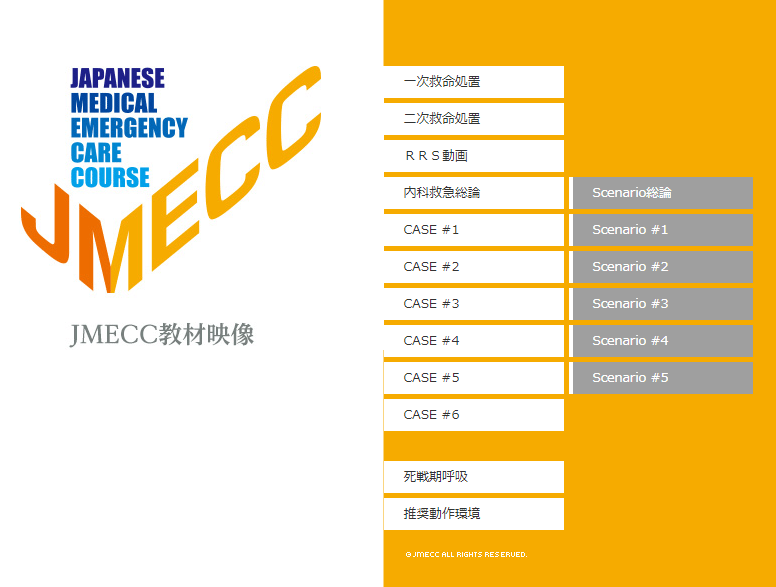 JAPANESE
MEDICAL
EMERGENCY
CARE
COURSE
JMECC
JMECC教材映像
一次救命処置
二次救命処置
ＲＲＳ動画
内科救急総論
Scenario総論
CASE #1
Scenario #1
CASE #2
Scenario #2
CASE #3
Scenario #3
CASE #4
Scenario #4
CASE #5
Scenario #5
CASE #6
死戦期呼吸
推奨動作環境
©JMECC ALL RIGHTS RESERVED.